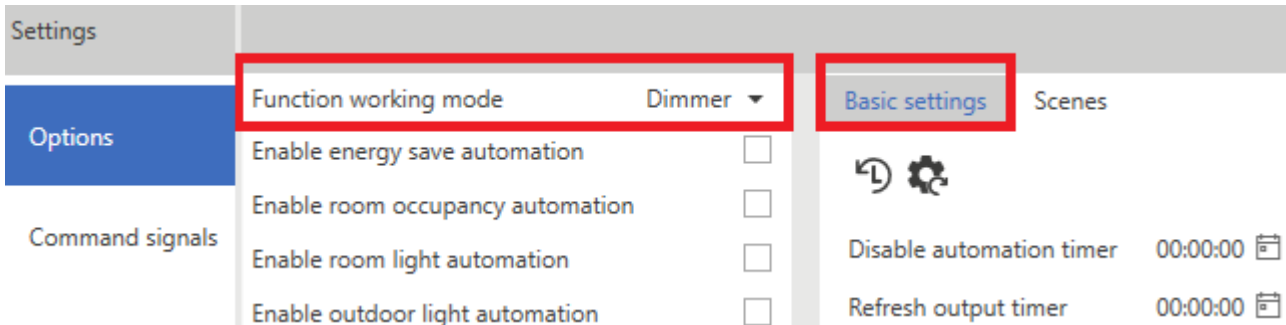 Settings
Options
Command signals
Function working mode Dimmer
Enable energy save automation
Enable room occupancy automation
Enable room light automation
Enable outdoor light automation
Basic settings Scenes
Disable automation timer 00:00:00
Refresh output timer 00:00:00